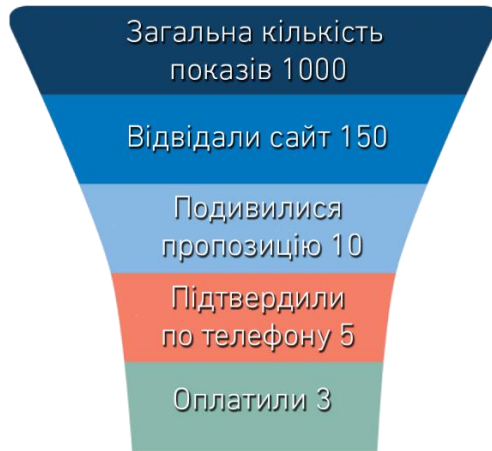 Загальна кількість
показів 1000
Відвідали сайт 150
Подивилися
пропозицію 10
Підтвердили
по телефону 5
Оплатили 3